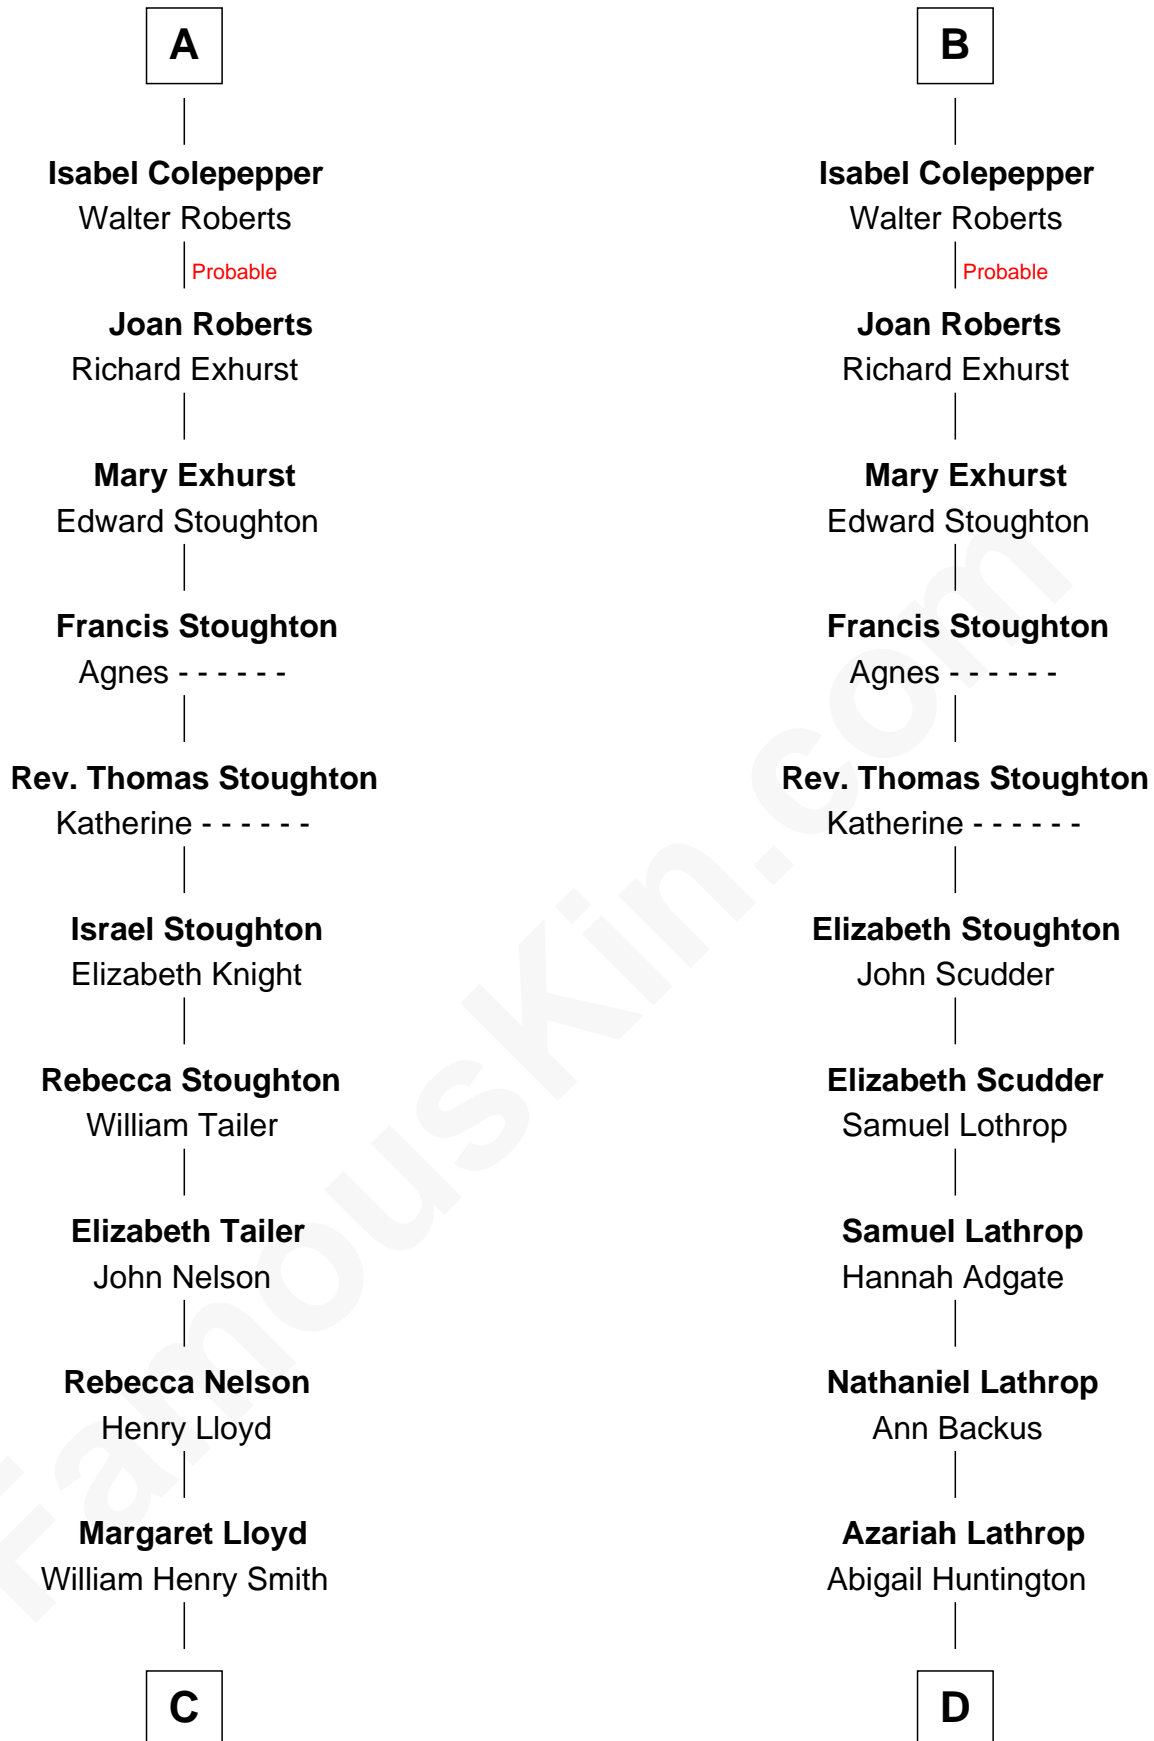 A
Isabel Colepepper
Walter Roberts
Probable
Joan Roberts
Richard Exhurst
Mary Exhurst
Edward Stoughton
Francis Stoughton
Agnes - - - - - -
Rev. Thomas Stoughton
Katherine - - - - - -
Israel Stoughton
Elizabeth Knight
Rebecca Stoughton
William Tailer
Elizabeth Tailer
John Nelson
Rebecca Nelson
Henry Lloyd
Margaret Lloyd
William Henry Smith
C
B
Isabel Colepepper
Walter Roberts
Probable
Joan Roberts
Richard Exhurst
Mary Exhurst
Edward Stoughton
Francis Stoughton
Agnes - - - - - -
Rev. Thomas Stoughton
Katherine - - - - - -
Elizabeth Stoughton
John Scudder
Elizabeth Scudder
Samuel Lothrop
Samuel Lathrop
Hannah Adgate
Nathaniel Lathrop
Ann Backus
Azariah Lathrop
Abigail Huntington
D
FamousKin.com